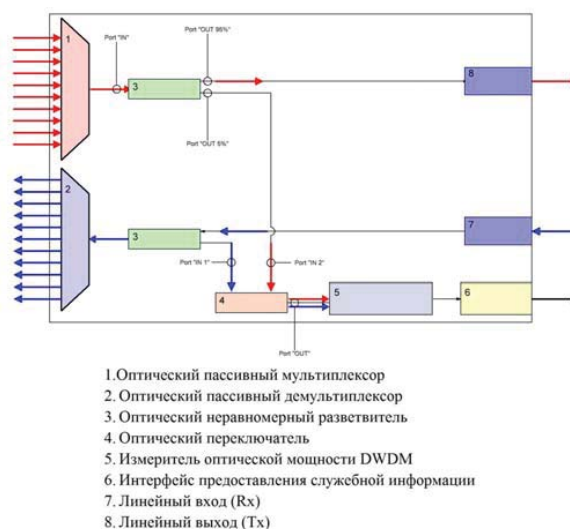 1
Port "IN"
Port "OUT 95%"
3
8
Port "OUT 5%"
2
3
7
Port "IN 1"
Port "IN 2"
4
5
6
Port "OUT"
1.Оптический пассивный мультиплексор
2. Оптический пассивный демультиплексор
3. Оптический неравномерный разветвитель
4. Оптический переключатель
5. Измеритель оптической мощности DWDM
6. Интерфейс предоставления служебной информации
7. Линейный вход (Rx)
8. Линейный выход (Tx)